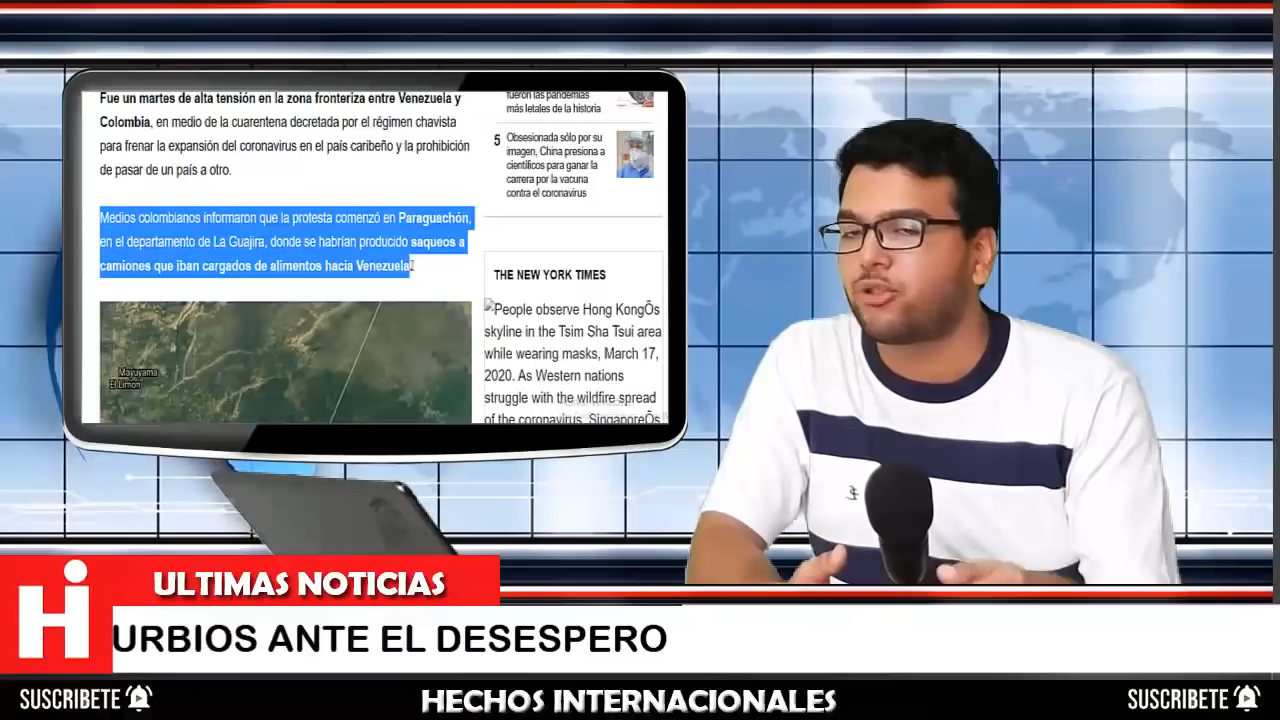 Fue un martes de alta tensión en la zona fronteriza entre Venezuela y
Colombia, en medio de la cuarentena decretada por el régimen chavista
para frenar la expansión del coronavirus en el país caribeño y la prohibición
de pasar de un país a otro.
Medios colombianos informaron que la protesta comenzó en Paraguachón,
en el departamento de La Guajira, donde se habrían producido saqueos a
camiones que iban cargados de alimentos hacia Venezuela.
Mayuyama
El Limon
fueron las pandemias
más letales de la historia
5 Obsesionada sólo por su
imagen, China presiona a
científicos para ganar la
carrera por la vacuna
contra el coronavirus
THE NEW YORK TIMES
People observe Hong KongÕs
skyline in the Tsim Sha Tsui area
while wearing masks, March 17,
2020. As Western nations
struggle with the wildfire spread
of the coronavirus, SingaporeÕs
Hi
ULTIMAS NOTICIAS
URBIOS ANTE EL DESESPERO
SUSCRIBETE
HECHOS INTERNACIONALES
SUSCRIBETE